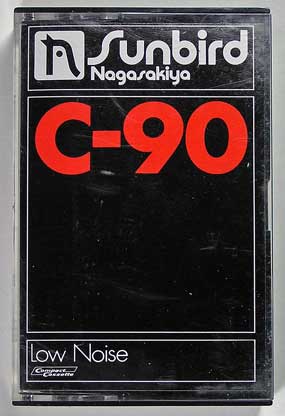 Sunbird
Nagasakiya
C-90
Low Noise
Compact
Cassette